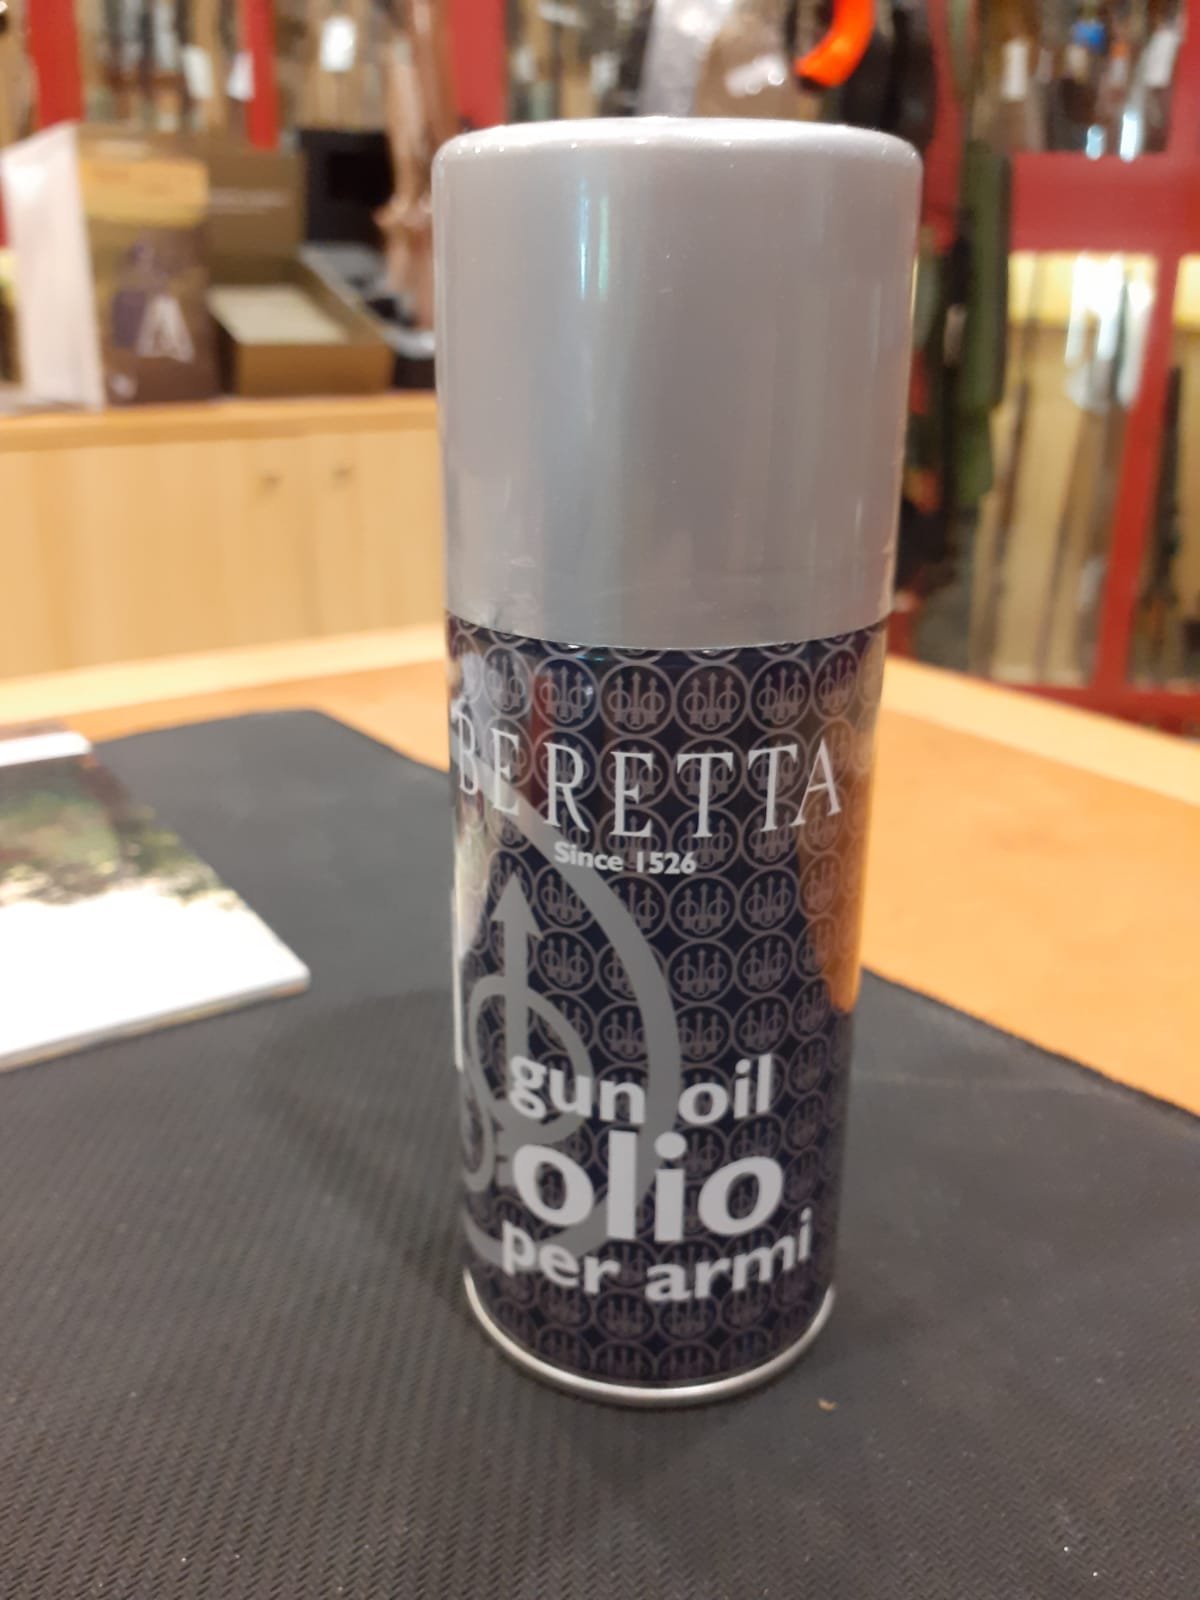 BERETTA
Since 1526
gun oil
olio
per armi